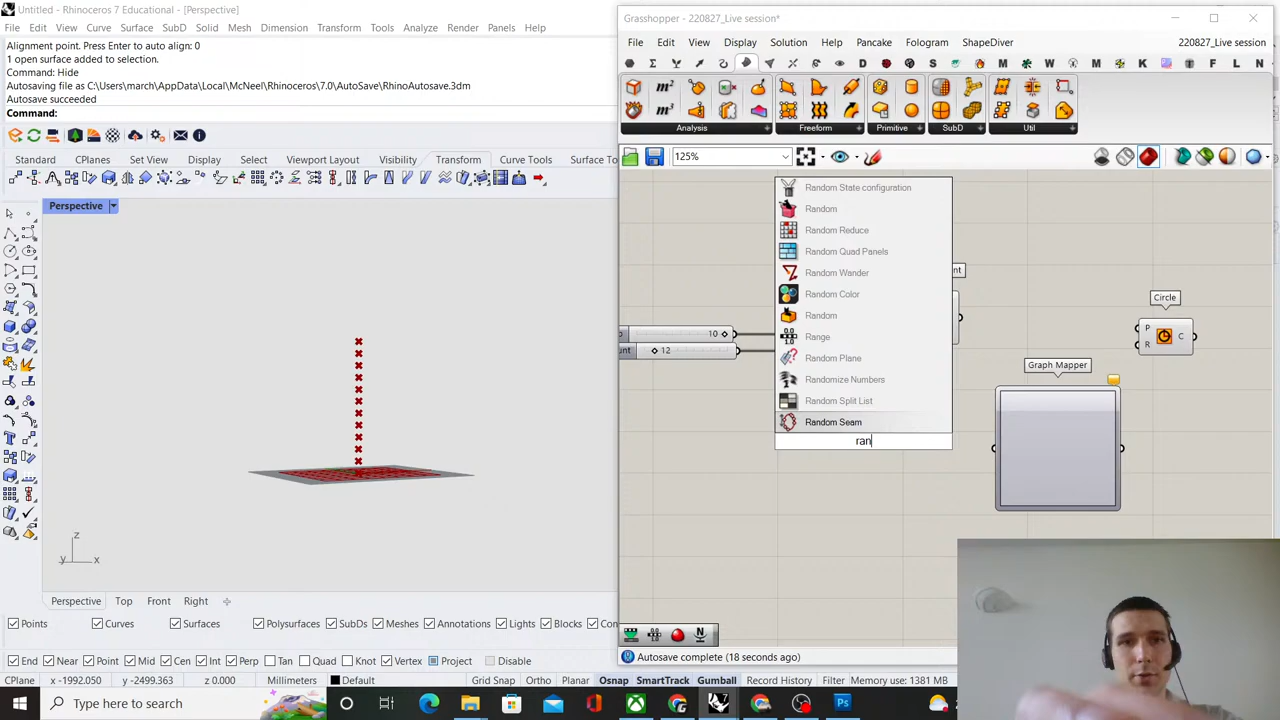 Untitled - Rhinoceros 7 Educational - [Perspective]
File Edit View Curve Surface Solid Mesh Dimension Transform Tools Analyze Render Panels Help
Alignment point. Press Enter to auto align: 0
1 open surface added to selection.
Command: Hide
Autosaving file as C:\Users\march\AppData\Local\McNeel\Rhinoceros\7.0\AutoSave\RhinoAutosave.3dm
Autosave succeeded
Command:
Standard CPlanes Set View Display Select Viewport Layout Visibility Transform Curve Tools Surface To
Perspective
z
y x
Perspective Top Front Right
Points Curves Surfaces Polysurfaces SubDs Meshes Annotations Lights Blocks Con
End Near Point Mid Cen Int Perp Tan Quad Knot Vertex Project Disable
CPlane x -1992.050 y -2499.363 z 0.000 Millimeters Default Grid Snap Ortho Planar Osnap SmartTrack Gumball Record History Filter Memory use: 1381 MB
Grasshopper - 220827_Live session*
File Edit View Display Solution Help Pancake Fologram ShapeDiver 220827_Live session
Analysis Freeform Primitive SubD Util
125%
Random State configuration
Random
Random Reduce
Random Quad Panels
Random Wander
Random Color
Random
Range
Random Plane
Randomize Numbers
Random Split List
Random Seam
ran
10
unt 12
nt
Circle
P
R C
Graph Mapper
Autosave complete (18 seconds ago)
Type here to search